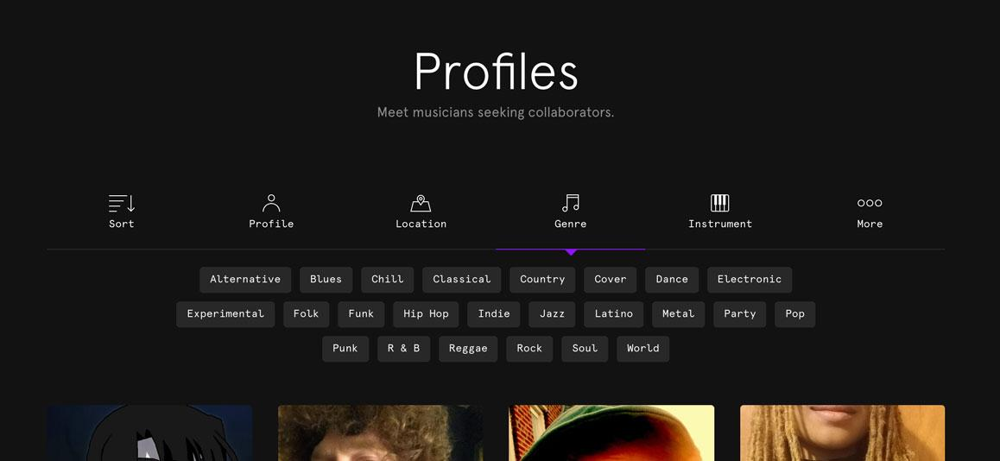 Profiles
Meet musicians seeking collaborators.
Sort Profile Location Genre Instrument More
Alternative Blues Chill Classical Country Cover Dance Electronic
Experimental Folk Funk Hip Hop Indie Jazz Latino Metal Party Pop
Punk R & B Reggae Rock Soul World